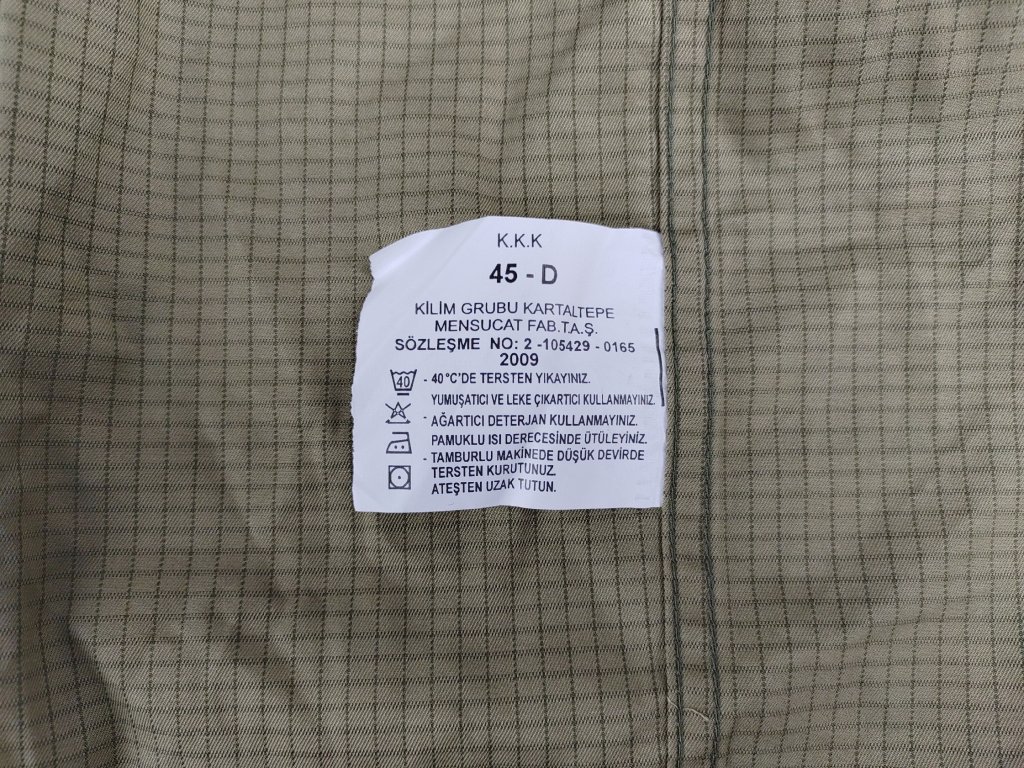 K.K.K
45 - D
KİLİM GRUBU KARTALTEPE
MENSUCAT FAB.T.A.Ş.
SÖZLEŞME NO: 2 -105429 - 0165
2009
40 - 40 °C'DE TERSTEN YIKAYINIZ.
YUMUŞATICI VE LEKE ÇIKARTICI KULLANMAYINIZ.
- AĞARTICI DETERJAN KULLANMAYINIZ.
PAMUKLU ISI DERECESİNDE ÜTÜLEYİNİZ.
- TAMBURLU MAKİNEDE DÜŞÜK DEVİRDE
TERSTEN KURUTUNUZ.
ATEŞTEN UZAK TUTUN.